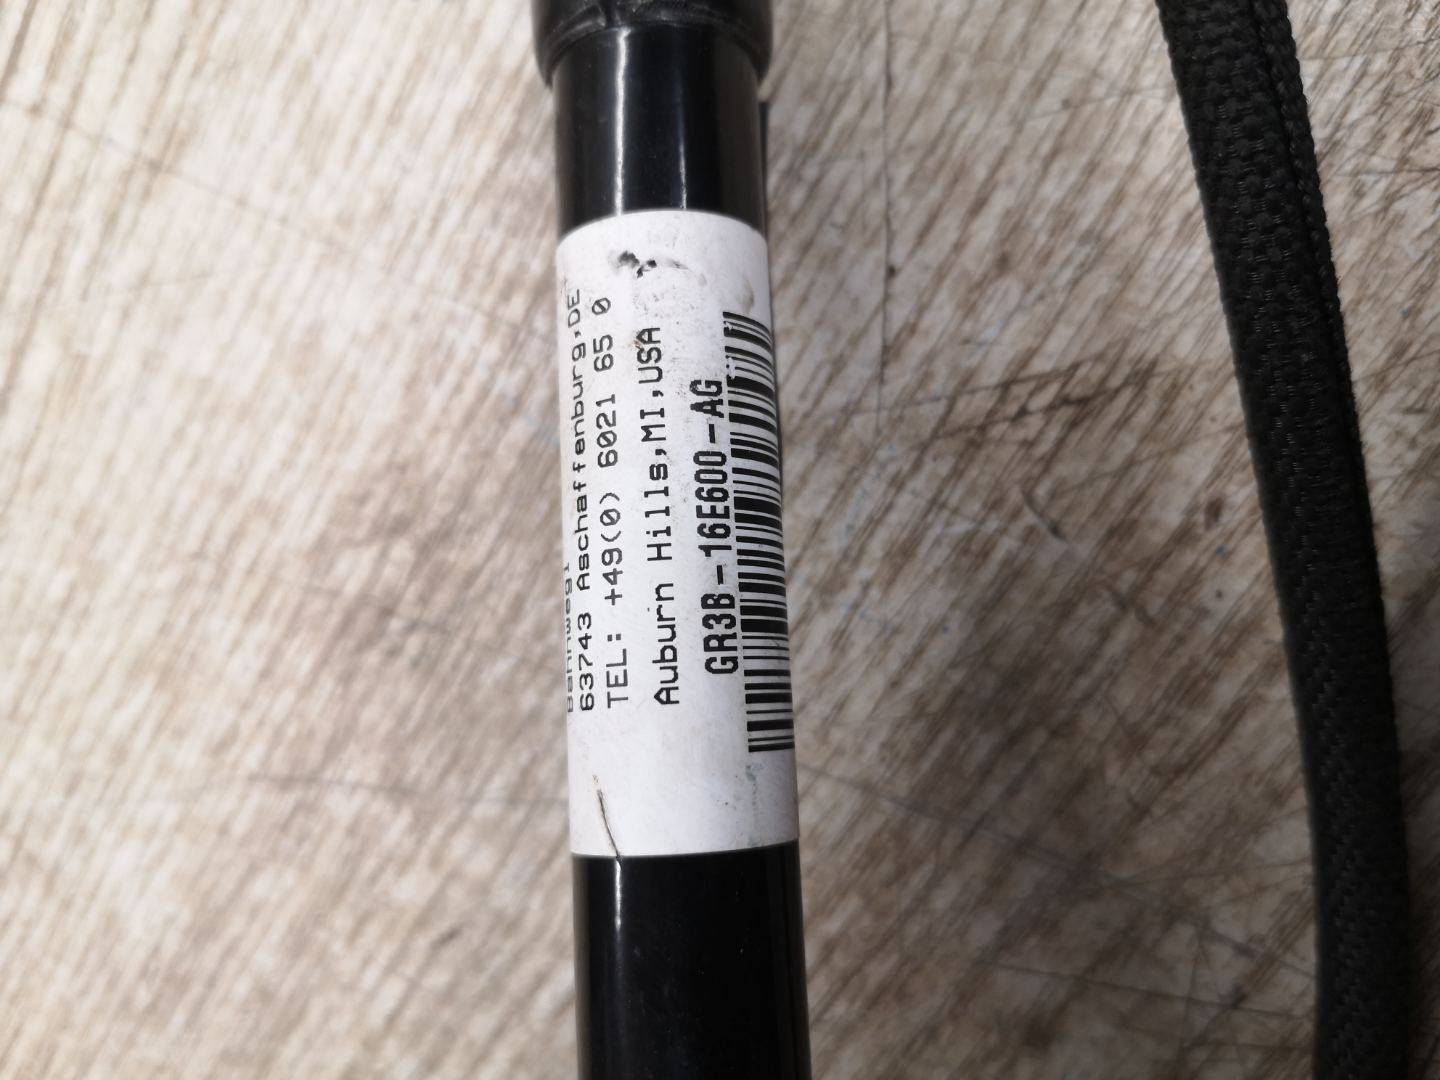 Bahnweg1
63743 Aschaffenburg,DE
TEL: +49(0) 6021 65 0
Auburn Hills,MI,USA
GR3B-16E600-AG